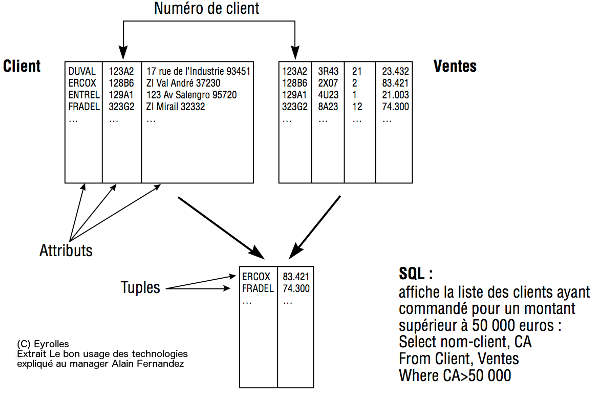 Numéro de client
Client
Ventes
DUVAL 123A2 17 rue de l'Industrie 93451
ERCOX 128B6 ZI Val André 37230
ENTREL 129A1 123 Av Salengro 95720
FRADEL 323G2 ZI Mirail 32332
... ... ...
123A2 3R43 21 23.432
128B6 2X07 2 83.421
129A1 4U23 1 21.003
323G2 8A23 12 74.300
... ... ... ...
Attributs
Tuples
ERCOX 83.421
FRADEL 74.300
... ...
SQL :
affiche la liste des clients ayant
commandé pour un montant
supérieur à 50 000 euros :
Select nom-client, CA
From Client, Ventes
Where CA>50 000
(C) Eyrolles
Extrait Le bon usage des technologies
expliqué au manager Alain Fernandez